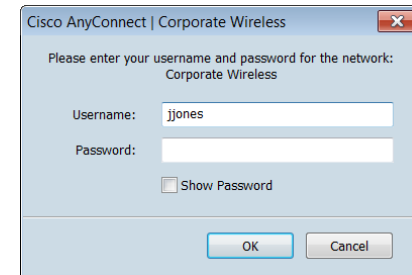 Cisco AnyConnect | Corporate Wireless
Please enter your username and password for the network:
Corporate Wireless
Username: jjones
Password:
Show Password
OK Cancel